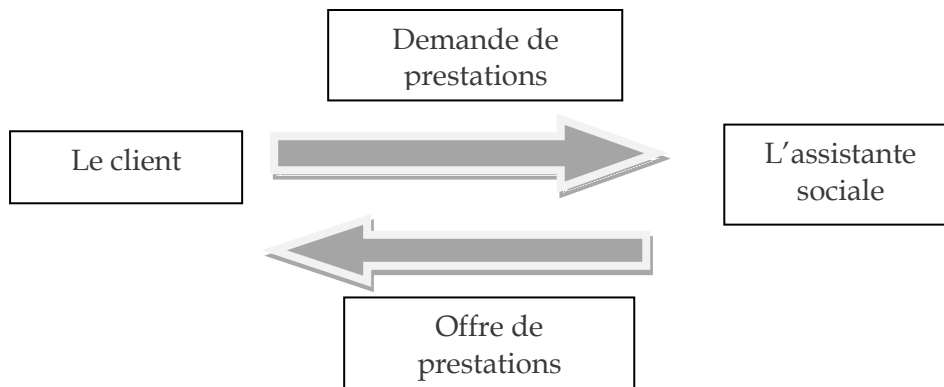 Demande de
prestations
Le client
L’assistante
sociale
Offre de
prestations